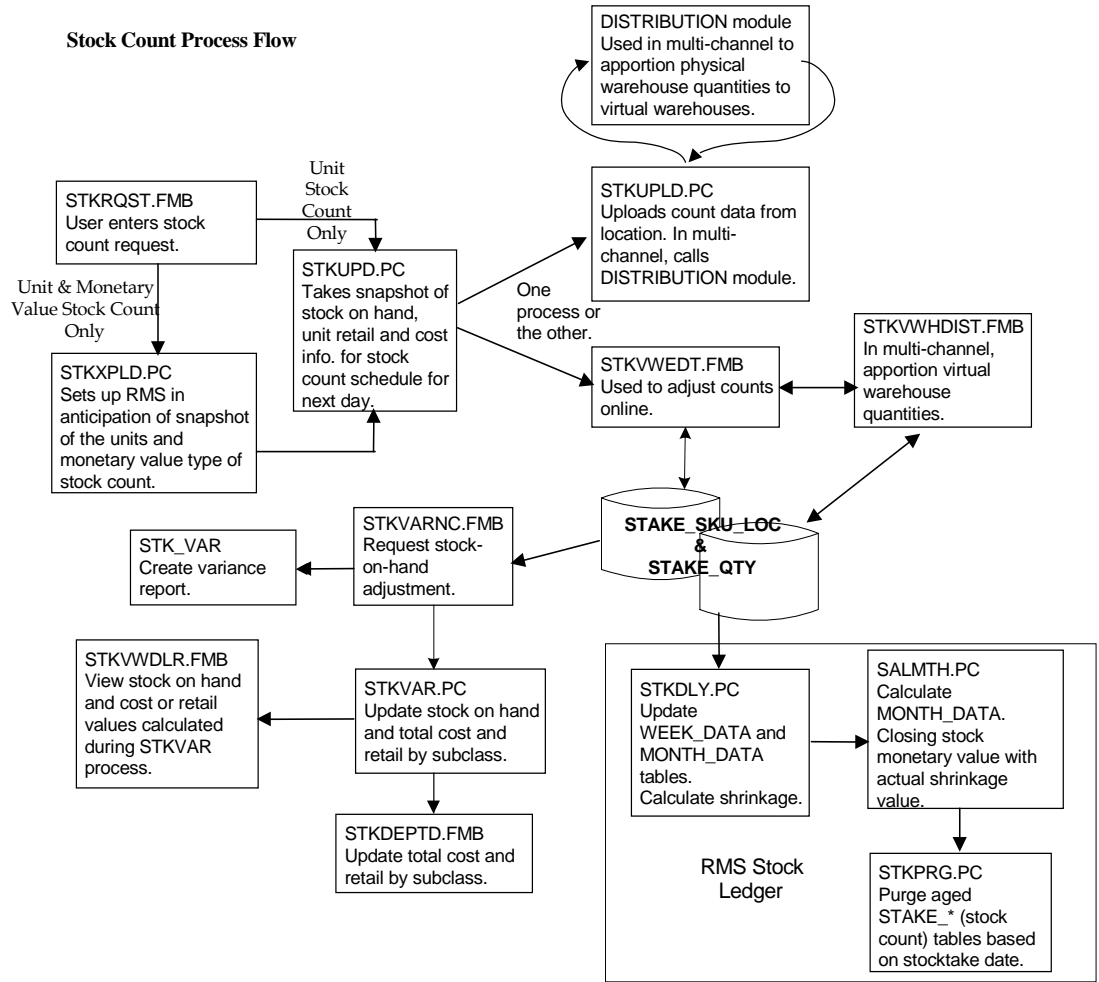 Stock Count Process Flow
DISTRIBUTION module
Used in multi-channel to
apportion physical
warehouse quantities to
virtual warehouses.
Unit
Stock
Count
Only
STKRQST.FMB
User enters stock
count request.
STKUPLD.PC
Uploads count data from
location. In multi-
channel, calls
DISTRIBUTION module.
Unit & Monetary
Value Stock Count
Only
STKUPD.PC
Takes snapshot of
stock on hand,
unit retail and cost
info. for stock
count schedule for
next day.
One
process or
the other.
STKXPLD.PC
Sets up RMS in
anticipation of snapshot
of the units and
monetary value type of
stock count.
STKVWEDT.FMB
Used to adjust counts
online.
STKVWHDIST.FMB
In multi-channel,
apportion virtual
warehouse
quantities.
STAKE_SKU_LOC
&
STAKE_QTY
STKVARNC.FMB
Request stock-
on-hand
adjustment.
STK_VAR
Create variance
report.
STKVWDLR.FMB
View stock on hand
and cost or retail
values calculated
during STKVAR
process.
STKVAR.PC
Update stock on hand
and total cost and
retail by subclass.
STKDEPTD.FMB
Update total cost and
retail by subclass.
STKDLY.PC
Update
WEEK_DATA and
MONTH_DATA
tables.
Calculate shrinkage.
SALMTH.PC
Calculate
MONTH_DATA.
Closing stock
monetary value with
actual shrinkage
value.
RMS Stock
Ledger
STKPRG.PC
Purge aged
STAKE_* (stock
count) tables based
on stocktake date.